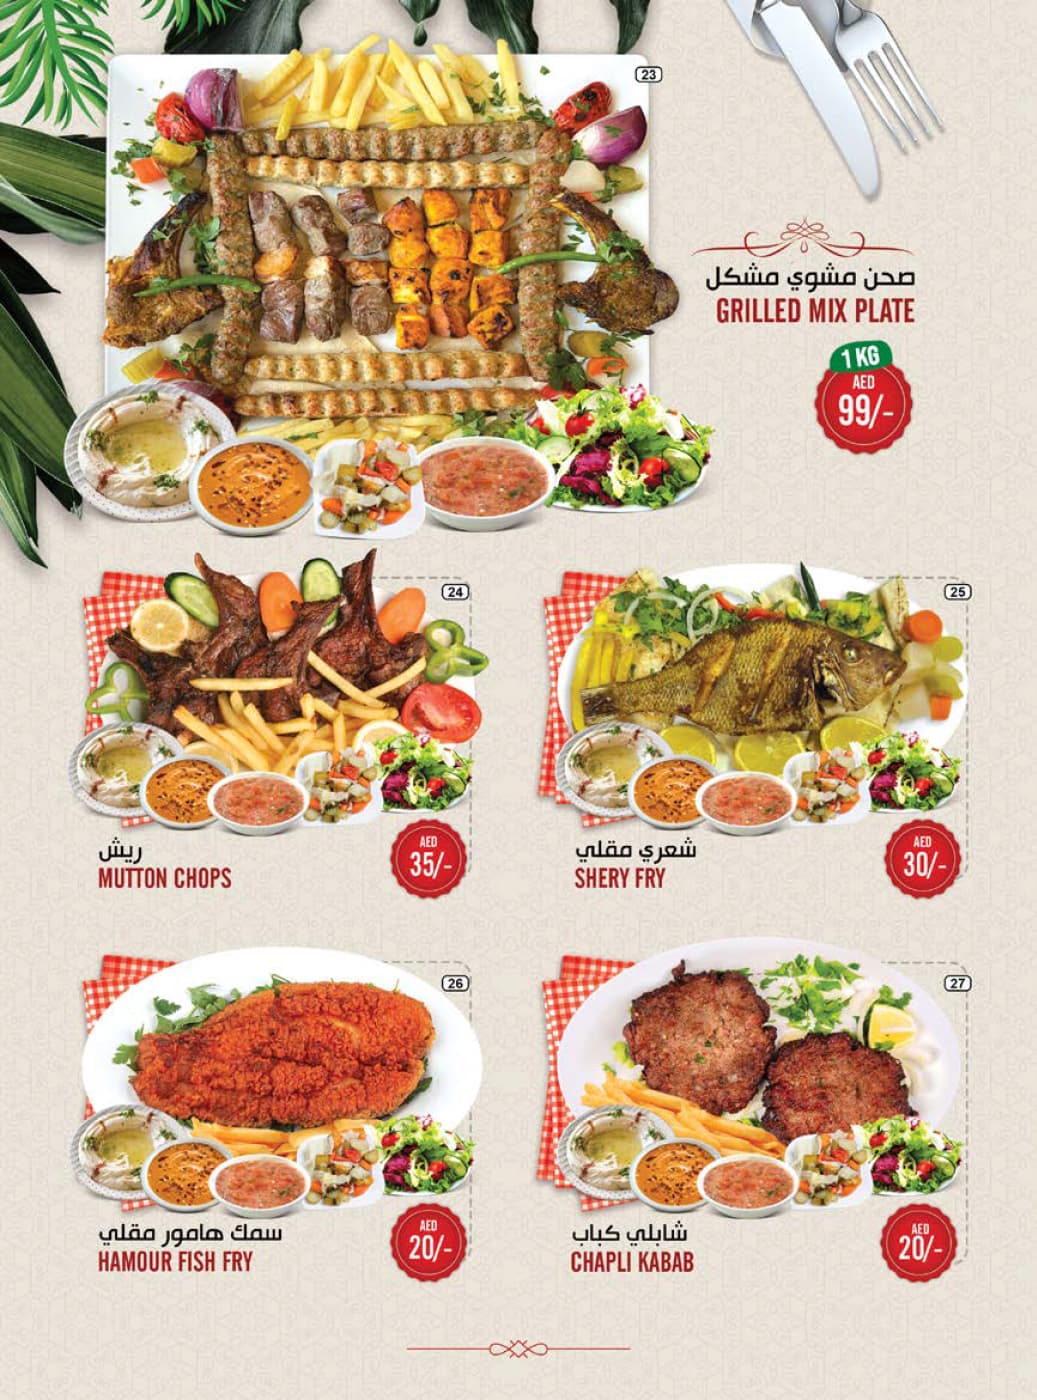 23
صحن مشوي مشكل
GRILLED MIX PLATE
1 KG
AED
99/-
24
ريش
MUTTON CHOPS
AED
35/-
25
شعري مقلي
SHERY FRY
AED
30/-
26
سمك هامور مقلي
HAMOUR FISH FRY
AED
20/-
27
شابلي كباب
CHAPLI KABAB
AED
20/-